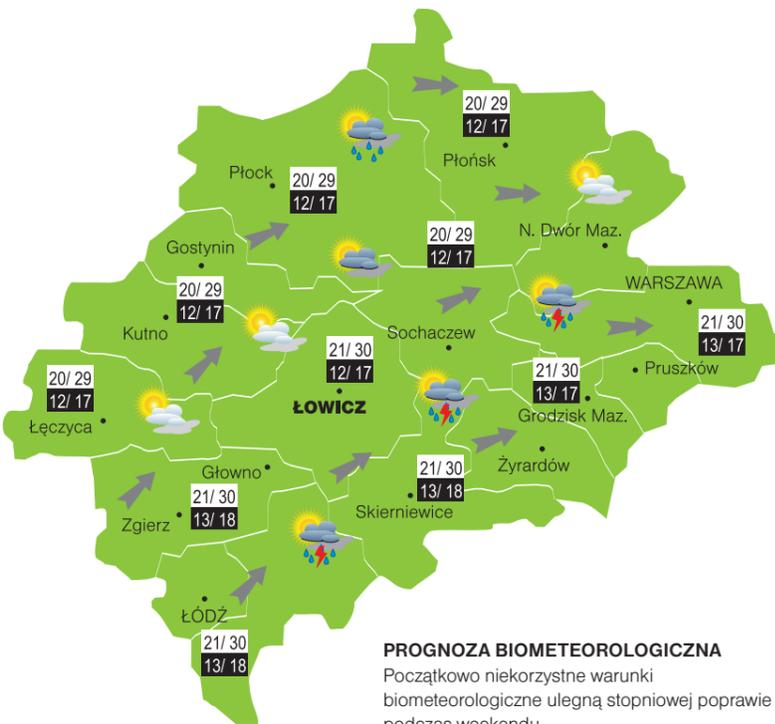 20/ 29
12/ 17
Płońsk
Płock
20/ 29
12/ 17
N. Dwór Maz.
20/ 29
12/ 17
Gostynin
20/ 29
12/ 17
WARSZAWA
21/ 30
13/ 17
Kutno
Sochaczew
21/ 30
12/ 17
ŁOWICZ
20/ 29
12/ 17
Łęczyca
21/ 30
13/ 17
Pruszków
Grodzisk Maz.
Żyrardów
Głowno
21/ 30
13/ 18
Skierniewice
Zgierz
21/ 30
13/ 18
ŁÓDŹ
21/ 30
13/ 18
PROGNOZA BIOMETEOROLOGICZNA
Początkowo niekorzystne warunki
biometeorologiczne ulegną stopniowej poprawie
podczas weekendu